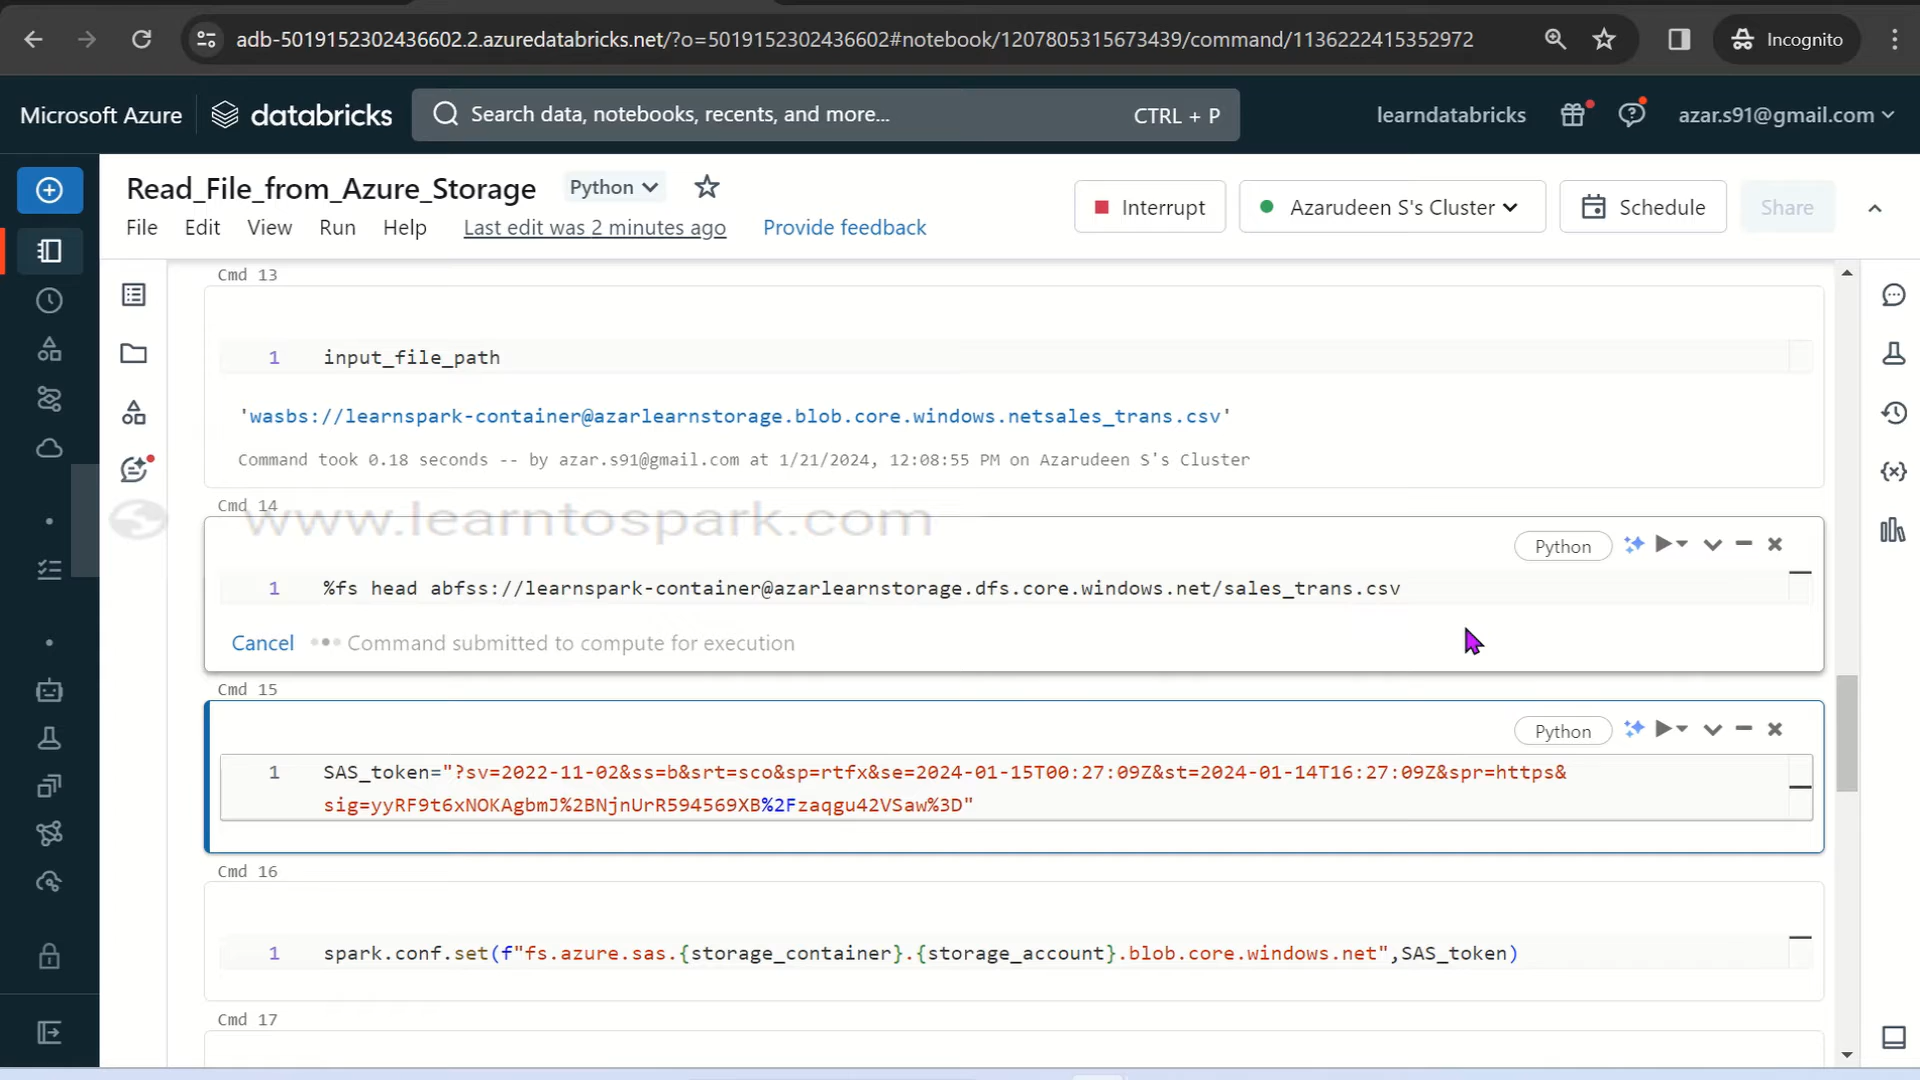 adb-5019152302436602.2.azuredatabricks.net/?o=5019152302436602#notebook/1207805315673439/command/1136222415352972
Incognito
Microsoft Azure
databricks
Search data, notebooks, recents, and more...
CTRL + P
learndatabricks
azar.s91@gmail.com
Read_File_from_Azure_Storage
Python
Interrupt
Azarudeen S's Cluster
Schedule
Share
File
Edit
View
Run
Help
Last edit was 2 minutes ago
Provide feedback
Cmd 13
1
input_file_path
'wasbs://learnspark-container@azarlearnstorage.blob.core.windows.netsales_trans.csv'
Command took 0.18 seconds -- by azar.s91@gmail.com at 1/21/2024, 12:08:55 PM on Azarudeen S's Cluster
Cmd 14
www.learntospark.com
Python
1
%fs head abfss://learnspark-container@azarlearnstorage.dfs.core.windows.net/sales_trans.csv
Cancel
Command submitted to compute for execution
Cmd 15
Python
1
SAS_token="?sv=2022-11-02&ss=b&srt=sco&sp=rtfx&se=2024-01-15T00:27:09Z&st=2024-01-14T16:27:09Z&spr=https&
sig=yyRF9t6xNOKAgbmJ%2BNjnUrR594569XB%2Fzaqgu42VSaw%3D"
Cmd 16
1
spark.conf.set(f"fs.azure.sas.{storage_container}.{storage_account}.blob.core.windows.net",SAS_token)
Cmd 17